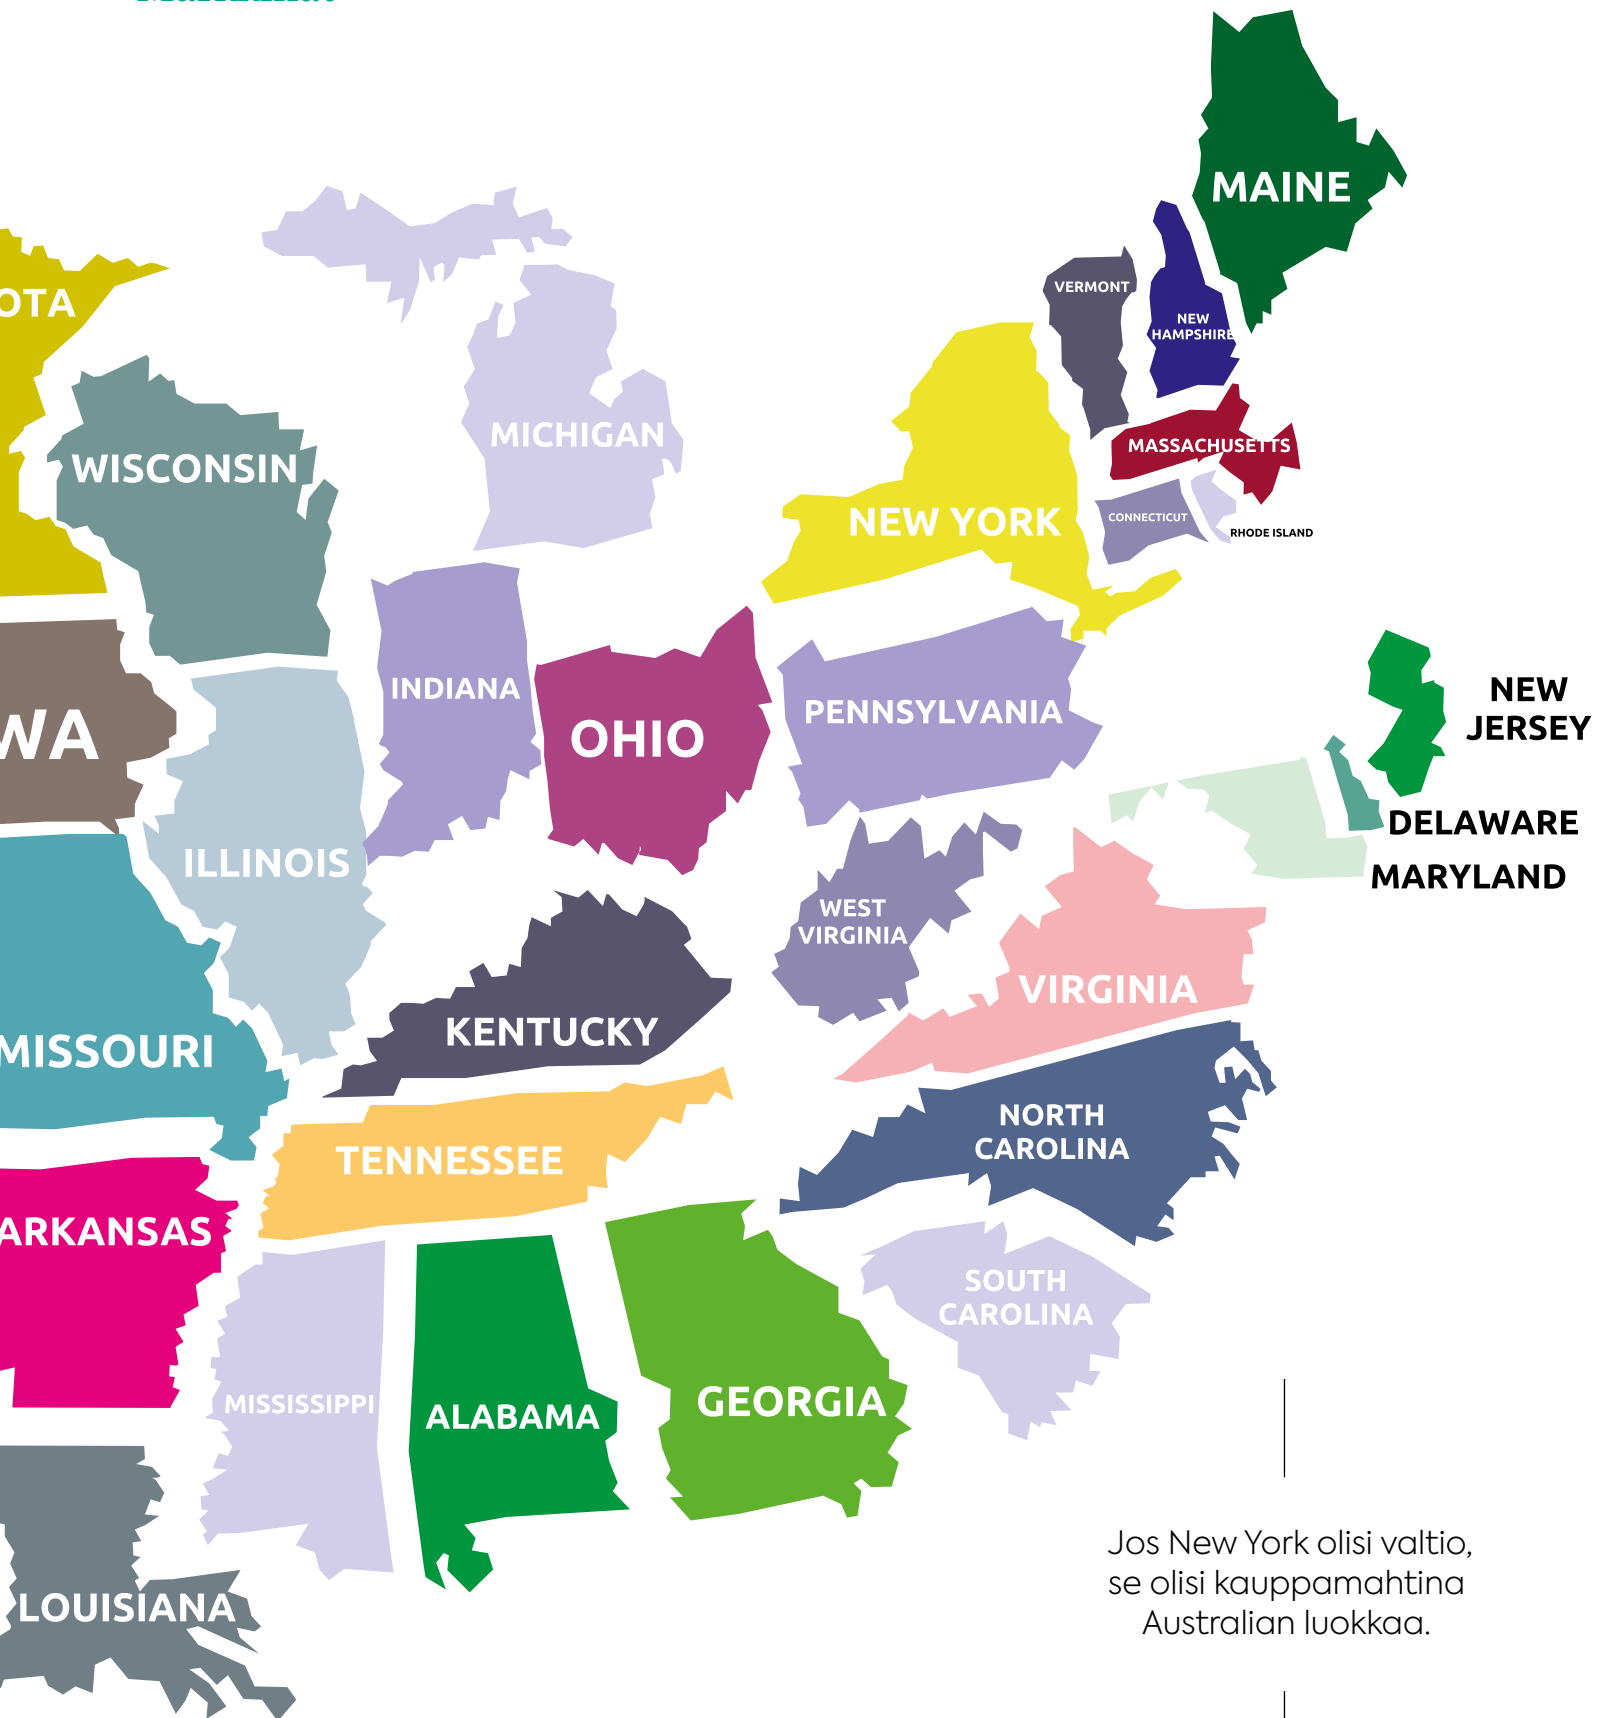 MAINE
VERMONT
NEW
HAMPSHIRE
OTA
MICHIGAN
MASSACHUSETTS
WISCONSIN
NEW YORK
CONNECTICUT
RHODE ISLAND
INDIANA
NEW
JERSEY
PENNSYLVANIA
OHIO
WA
DELAWARE
ILLINOIS
MARYLAND
WEST
VIRGINIA
VIRGINIA
KENTUCKY
MISSOURI
NORTH
CAROLINA
TENNESSEE
ARKANSAS
SOUTH
CAROLINA
MISSISSIPPI
ALABAMA
GEORGIA
LOUISIANA
Jos New York olisi valtio,
se olisi kauppamahtina
Australian luokkaa.